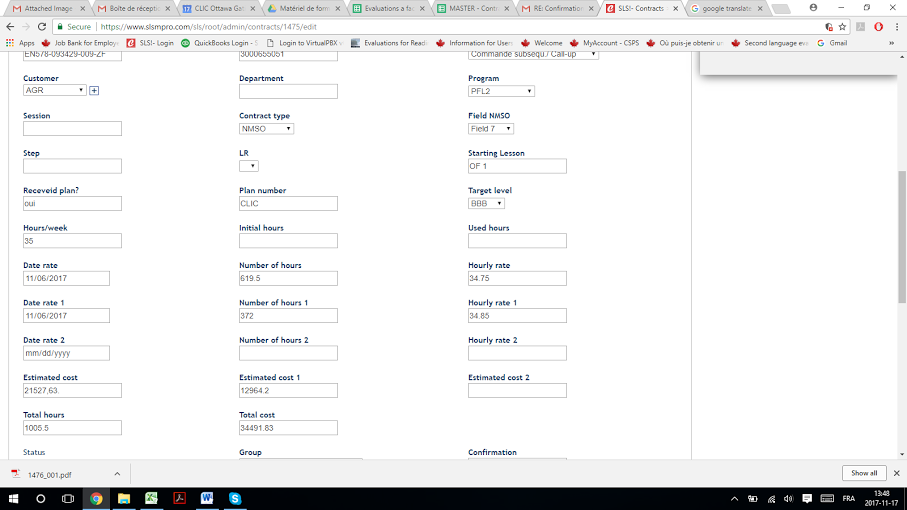 Attached Image
Boîte de réceptio
CLIC Ottawa Gat
Matériel de form
Evaluations a fac
MASTER - Contr
RE: Confirmation
SLSI- Contracts
google translate
Secure https://www.slsmpro.com/sls/root/admin/contracts/1475/edit
Apps Job Bank for Employ SLSI- Login QuickBooks Login - S Login to VirtualPBX Evaluations for Readi Information for Users Welcome MyAccount - CSPS Où puis-je obtenir un Second language eva Gmail »
EN578-093429-009-ZF 3000655051 Commande subséqu./ Call-up
Customer Department Program
AGR PFL2
Session Contract type Field NMSO
NMSO Field 7
Step LR Starting Lesson
OF 1
Receveid plan? Plan number Target level
oui CLIC BBB
Hours/week Initial hours Used hours
35
Date rate Number of hours Hourly rate
11/06/2017 619.5 34.75
Date rate 1 Number of hours 1 Hourly rate 1
11/06/2017 372 34.85
Date rate 2 Number of hours 2 Hourly rate 2
mm/dd/yyyy
Estimated cost Estimated cost 1 Estimated cost 2
21527,63. 12964.2
Total hours Total cost
1005.5 34491.83
Status Group Confirmation
1476_001.pdf Show all
FRA 13:48
2017-11-17